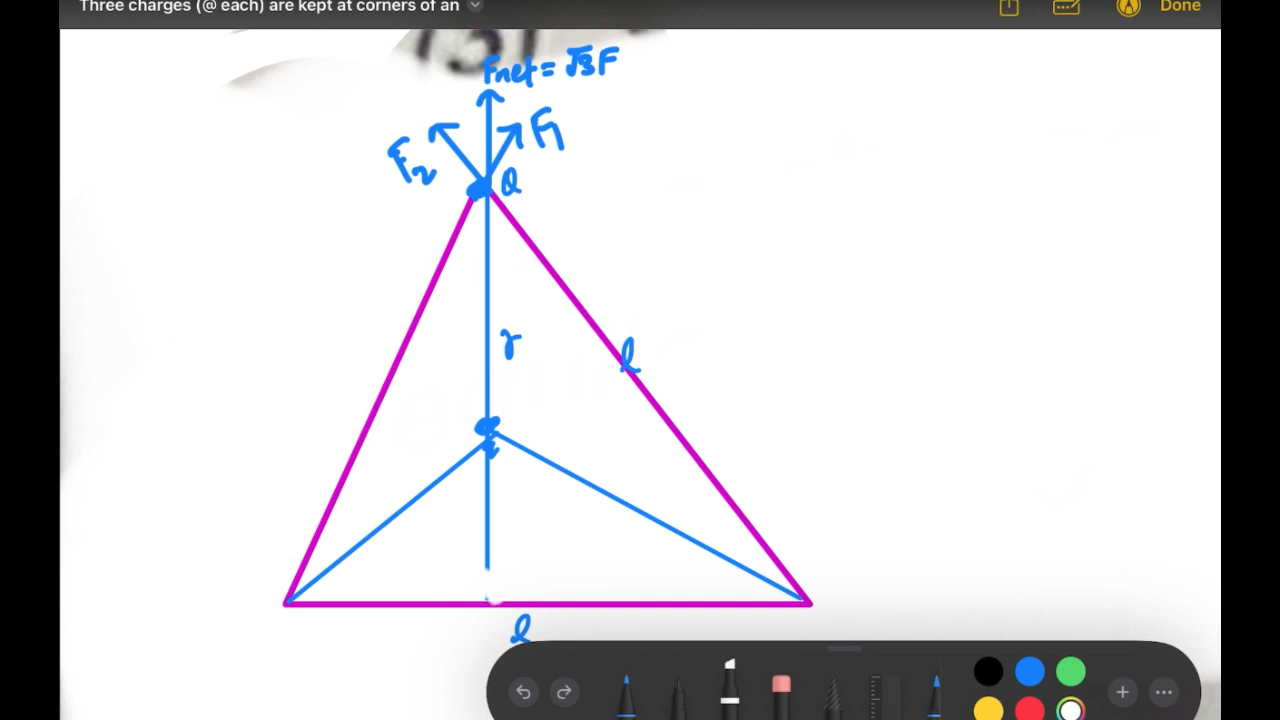 Three charges (@ each) are kept at corners of an
Done
Fnet = √3F
F1
F2
Q
r
l
q
l